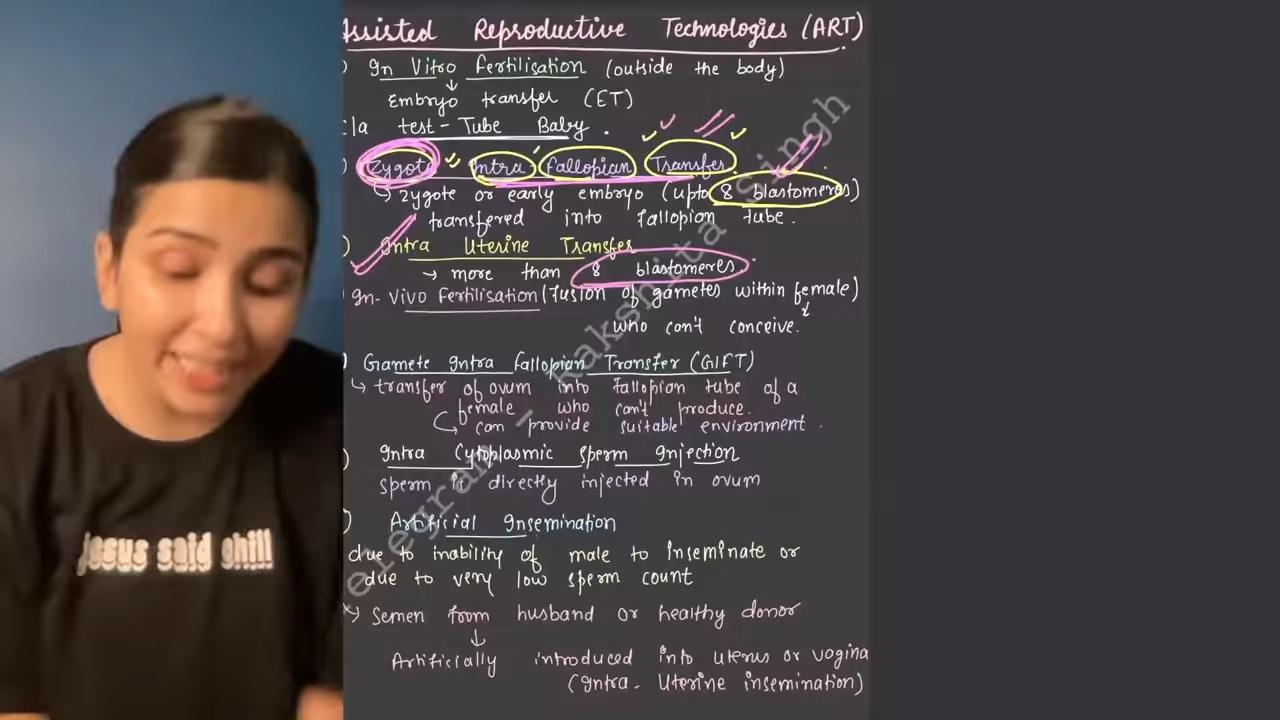 Assisted Reproductive Technologies (ART)
) In Vitro Fertilisation (outside the body)
Embryo transfer (ET)
test-Tube Baby.
) Zygote Intra Fallopian Transfer
↳ zygote or early embryo (upto 8 blastomeres)
transferred into fallopian tube.
) Intra Uterine Transfer
→ more than 8 blastomeres.
) In-Vivo Fertilisation (fusion of gametes within female)
↓
who can't conceive.
) Gamete Intra fallopian Transfer (GIFT)
↳ transfer of ovum into fallopian tube of a
female who can't produce.
can provide suitable environment.
) Intra Cytoplasmic sperm Injection
sperm is directly injected in ovum
) Artificial Insemination
due to inability of male to inseminate or
due to very low sperm count
↳ Semen from husband or healthy donor
↓
Artificially introduced into uterus or vagina
(Intra-Uterine insemination)
elegram - Rakshita Singh
jesus said chill